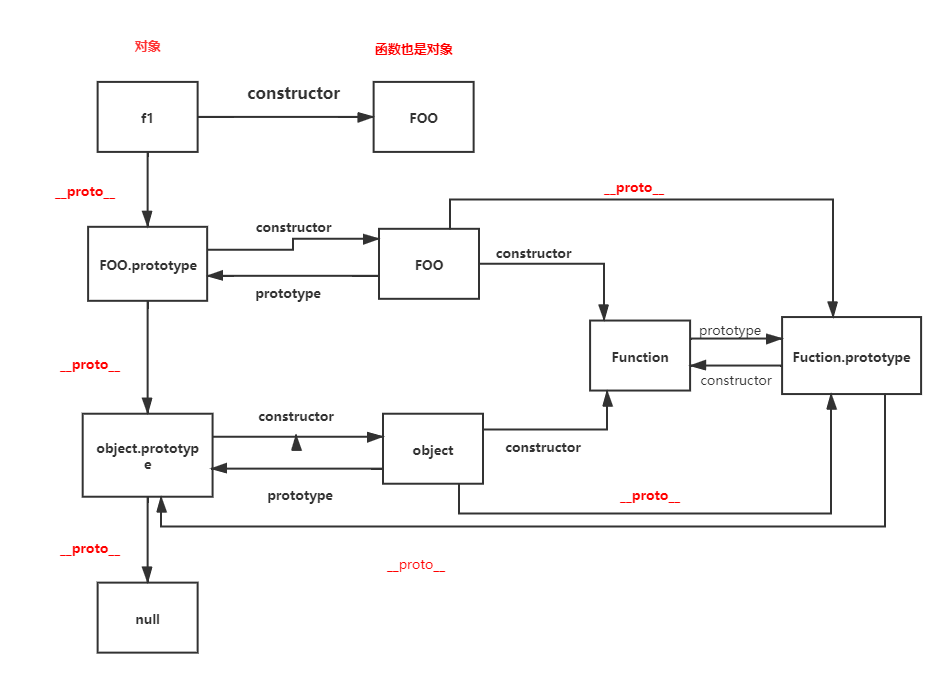 对象
函数也是对象
constructor
f1
FOO
__proto__
__proto__
constructor
FOO.prototype
FOO
constructor
prototype
prototype
Function
Fuction.prototype
__proto__
constructor
constructor
object.prototyp
e
object
constructor
prototype
__proto__
__proto__
__proto__
null